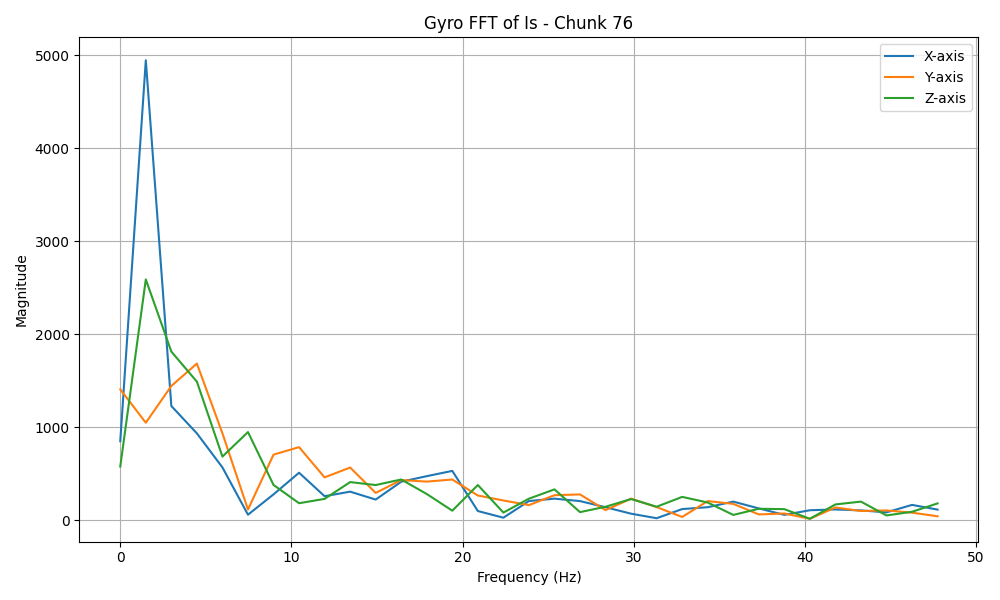 Gyro FFT of Is - Chunk 76
X-axis
Y-axis
Z-axis
5000
4000
3000
2000
1000
0
Magnitude
0 10 20 30 40 50
Frequency (Hz)